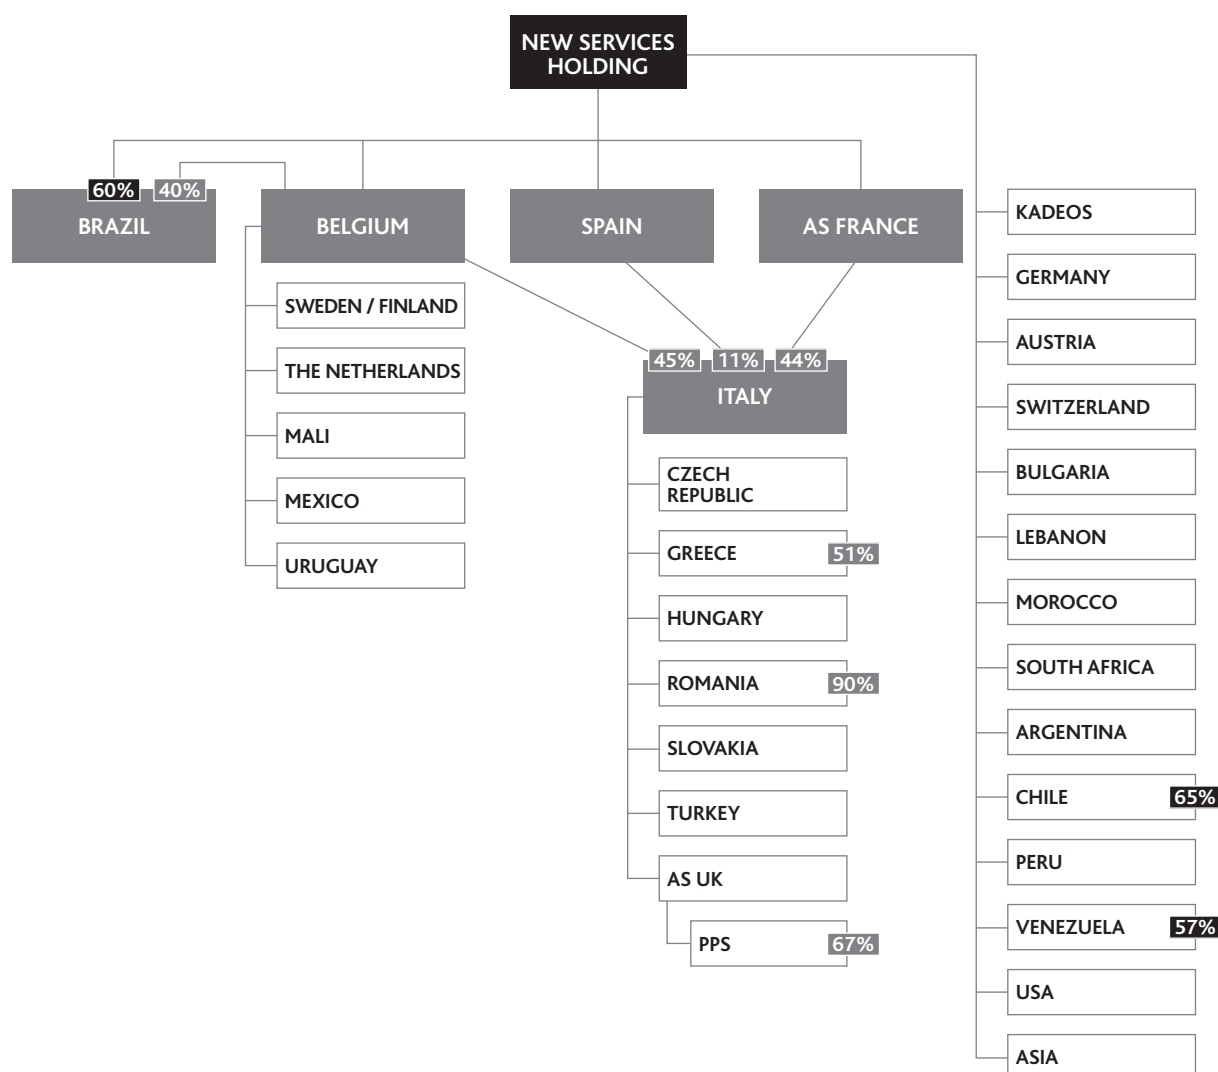 NEW SERVICES
HOLDING
60%
40%
BRAZIL
BELGIUM
SPAIN
AS FRANCE
SWEDEN / FINLAND
THE NETHERLANDS
MALI
MEXICO
URUGUAY
45%
11%
44%
ITALY
CZECH
REPUBLIC
GREECE
51%
HUNGARY
ROMANIA
90%
SLOVAKIA
TURKEY
AS UK
PPS
67%
KADEOS
GERMANY
AUSTRIA
SWITZERLAND
BULGARIA
LEBANON
MOROCCO
SOUTH AFRICA
ARGENTINA
CHILE
65%
PERU
VENEZUELA
57%
USA
ASIA